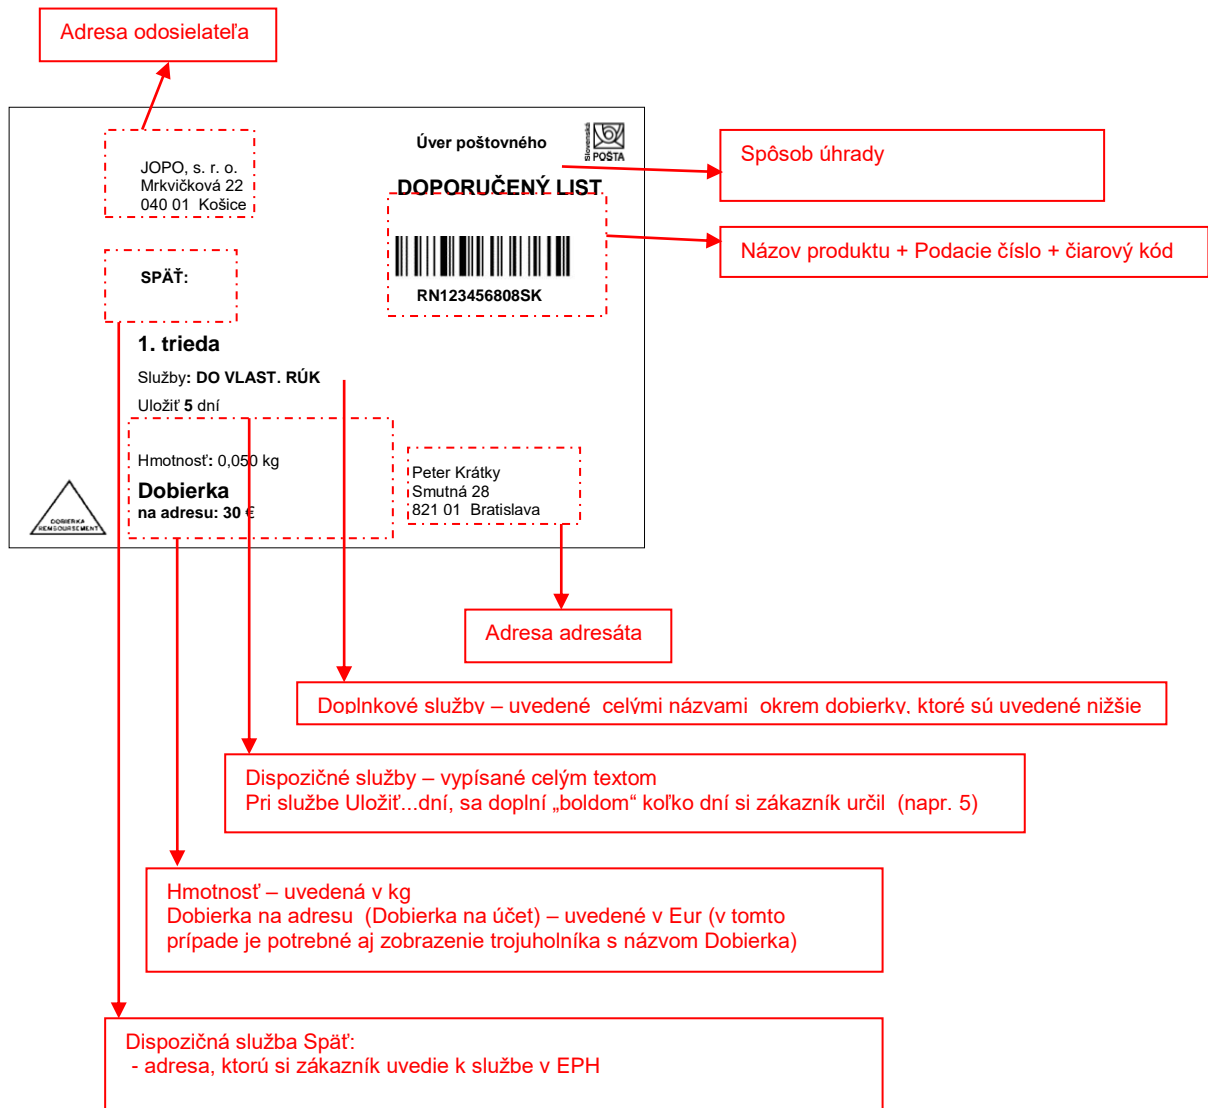 Adresa odosielateľa
Úver poštovného
Slovenská
POŠTA
JOPO, s. r. o.
Mrkvičková 22
040 01 Košice
DOPORUČENÝ LIST
RN123456808SK
Spôsob úhrady
Názov produktu + Podacie číslo + čiarový kód
SPÄŤ:
1. trieda
Služby: DO VLAST. RÚK
Uložiť 5 dní
Hmotnosť: 0,050 kg
Dobierka
na adresu: 30 €
DOBIERKA
REMBOURSEMENT
Peter Krátky
Smutná 28
821 01 Bratislava
Adresa adresáta
Doplnkové služby – uvedené celými názvami okrem dobierky, ktoré sú uvedené nižšie
Dispozičné služby – vypísané celým textom
Pri službe Uložiť...dní, sa doplní „boldom“ koľko dní si zákazník určil (napr. 5)
Hmotnosť – uvedená v kg
Dobierka na adresu (Dobierka na účet) – uvedené v Eur (v tomto
prípade je potrebné aj zobrazenie trojuholníka s názvom Dobierka)
Dispozičná služba Späť:
- adresa, ktorú si zákazník uvedie k službe v EPH